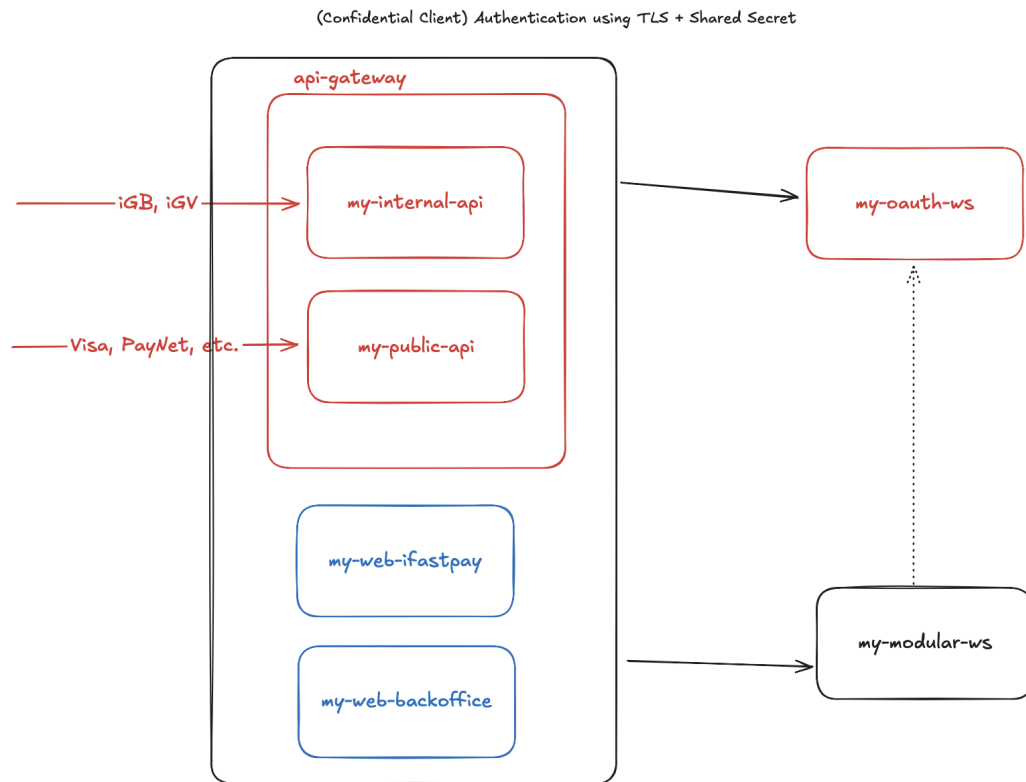 (Confidential Client) Authentication using TLS + Shared Secret
api-gateway
iGB, iGV
my-internal-api
my-oauth-ws
Visa, PayNet, etc.
my-public-api
my-web-ifastpay
my-modular-ws
my-web-backoffice